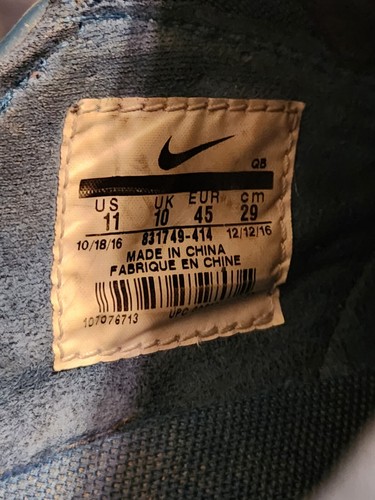 QB
US UK EUR cm
11 10 45 29
10/18/16 831749-414 12/12/16
MADE IN CHINA
FABRIQUE EN CHINE
107076713 UPC